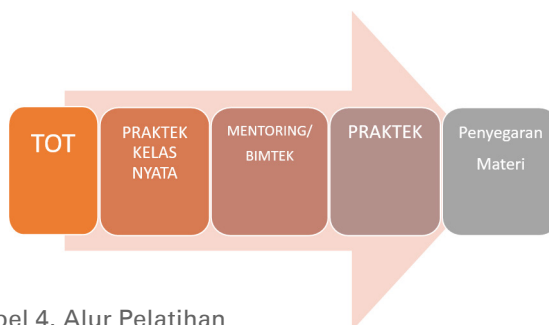 TOT
PRAKTEK
KELAS
NYATA
MENTORING/
BIMTEK
PRAKTEK
Penyegaran
Materi
bel 4. Alur Pelatihan